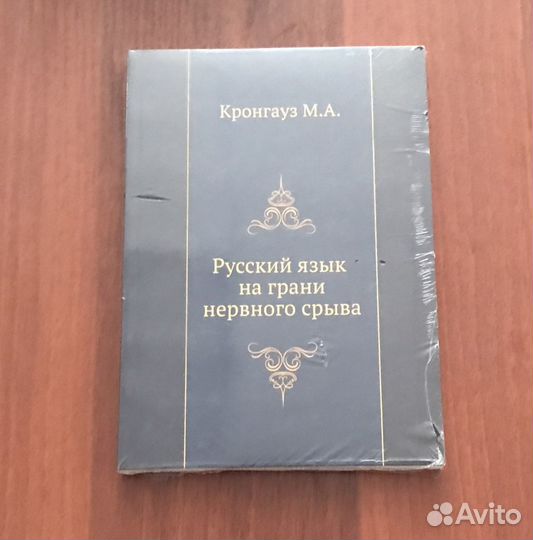 Кронгауз М.А.
Русский язык
на грани
нервного срыва
Avito